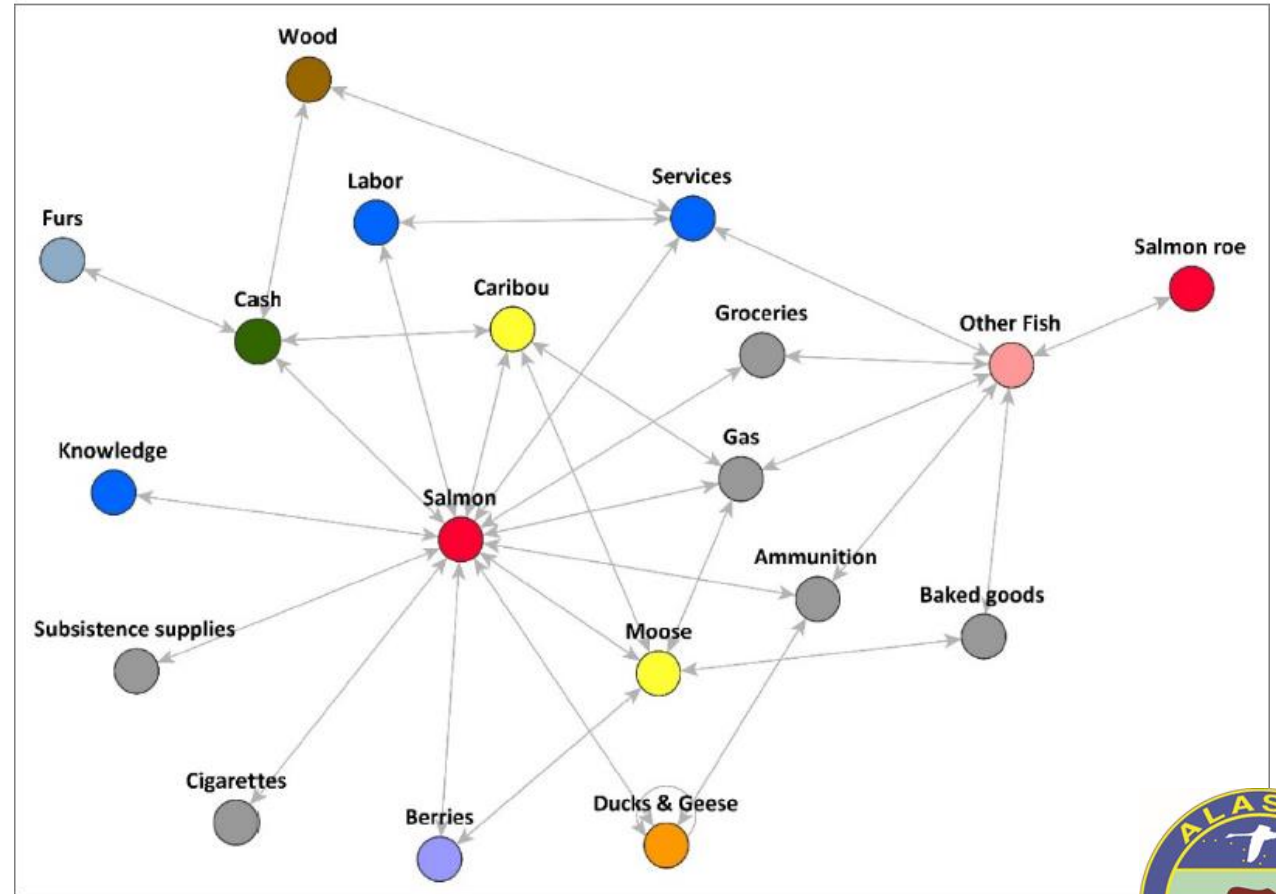 Wood
Labor
Services
Furs
Salmon roe
Cash
Caribou
Groceries
Other Fish
Knowledge
Gas
Salmon
Ammunition
Baked goods
Subsistence supplies
Moose
Cigarettes
Berries
Ducks & Geese
ALAS